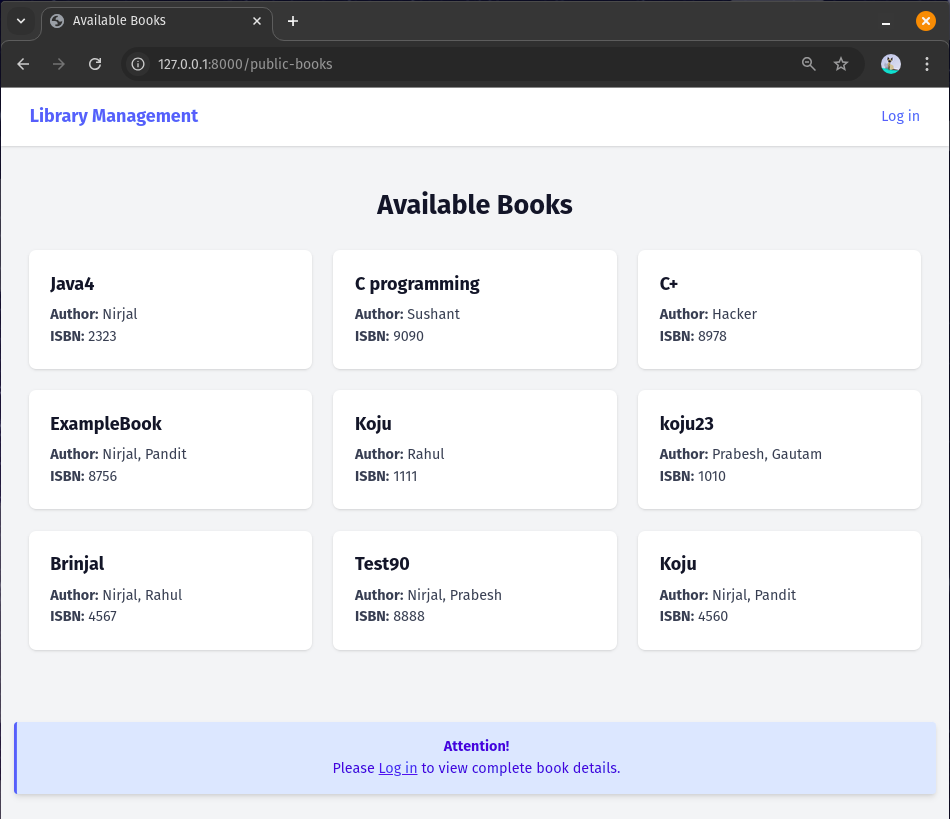 Available Books
127.0.0.1:8000/public-books
Library Management
Log in
Available Books
Java4
Author: Nirjal
ISBN: 2323
C programming
Author: Sushant
ISBN: 9090
C+
Author: Hacker
ISBN: 8978
ExampleBook
Author: Nirjal, Pandit
ISBN: 8756
Koju
Author: Rahul
ISBN: 1111
koju23
Author: Prabesh, Gautam
ISBN: 1010
Brinjal
Author: Nirjal, Rahul
ISBN: 4567
Test90
Author: Nirjal, Prabesh
ISBN: 8888
Koju
Author: Nirjal, Pandit
ISBN: 4560
Attention!
Please Log in to view complete book details.